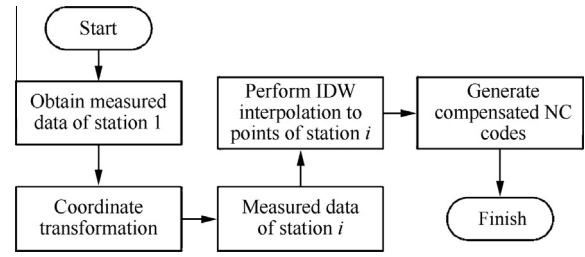 Start
Obtain measured
data of station 1
Coordinate
transformation
Measured data
of station i
Perform IDW
interpolation to
points of station i
Generate
compensated NC
codes
Finish